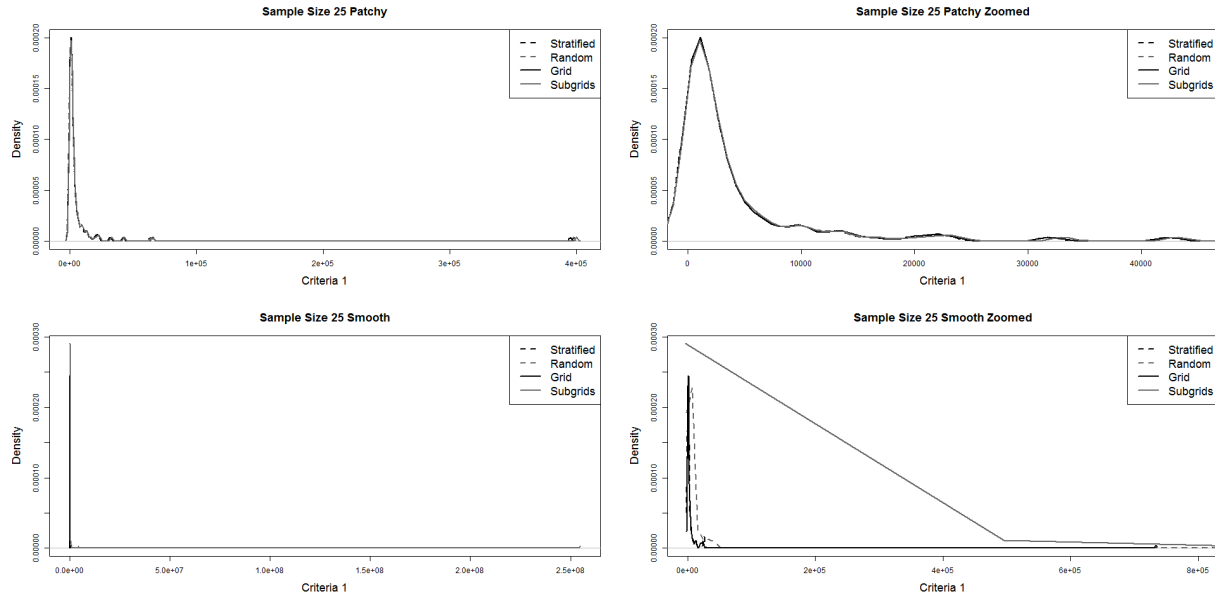 Sample Size 25 Patchy
Density
0.00000
0.00005
0.00010
0.00015
0.00020
Stratified
Random
Grid
Subgrids
0e+00
1e+05
2e+05
3e+05
4e+05
Criteria 1
Sample Size 25 Patchy Zoomed
Density
0.00000
0.00005
0.00010
0.00015
0.00020
Stratified
Random
Grid
Subgrids
0
10000
20000
30000
40000
Criteria 1
Sample Size 25 Smooth
Density
0.00000
0.00010
0.00020
0.00030
Stratified
Random
Grid
Subgrids
0.0e+00
5.0e+07
1.0e+08
1.5e+08
2.0e+08
2.5e+08
Criteria 1
Sample Size 25 Smooth Zoomed
Density
0.00000
0.00010
0.00020
0.00030
Stratified
Random
Grid
Subgrids
0e+00
2e+05
4e+05
6e+05
8e+05
Criteria 1